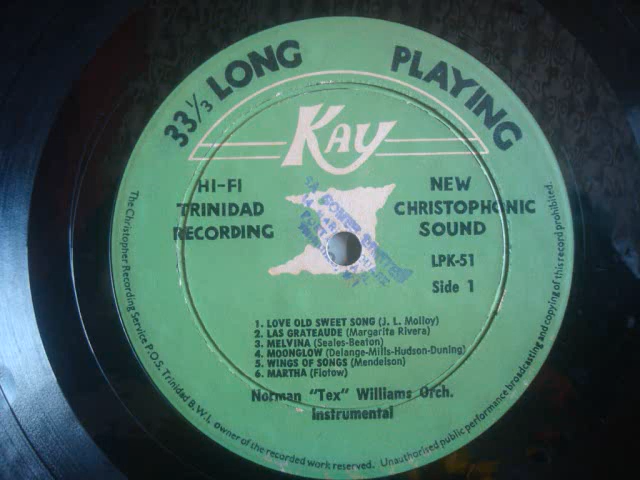 33 1/3 LONG PLAYING
Kay
HI-FI
TRINIDAD
RECORDING
NEW
CHRISTOPHONIC
SOUND
LPK-51
Side 1
1. LOVE OLD SWEET SONG (J. L. Molloy)
2. LAS GRATEAUDE (Margarita Rivera)
3. MELVINA (Seales-Beaton)
4. MOONGLOW (Delange-Mills-Hudson-Duning)
5. WINGS OF SONGS (Mendelson)
6. MARTHA (Flotow)
Norman "Tex" Williams Orch.
Instrumental
The Christopher Recording Service P.O.S. Trinidad B.W.I. owner of the recorded work reserved. Unauthorised public performance broadcasting and copying of this record prohibited.